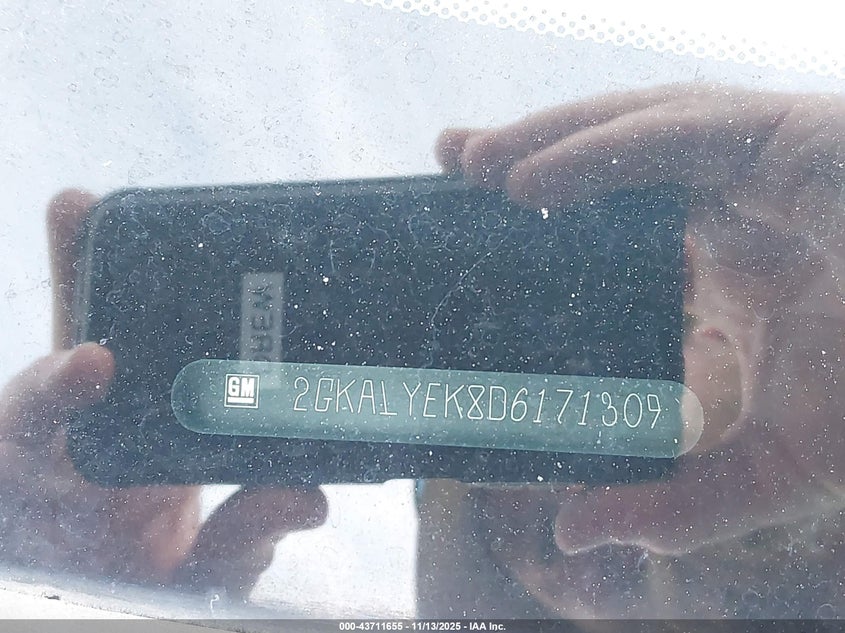 GM 2GKALYEK8D6171309
000-43711655 - 11/13/2025 - IAA Inc.